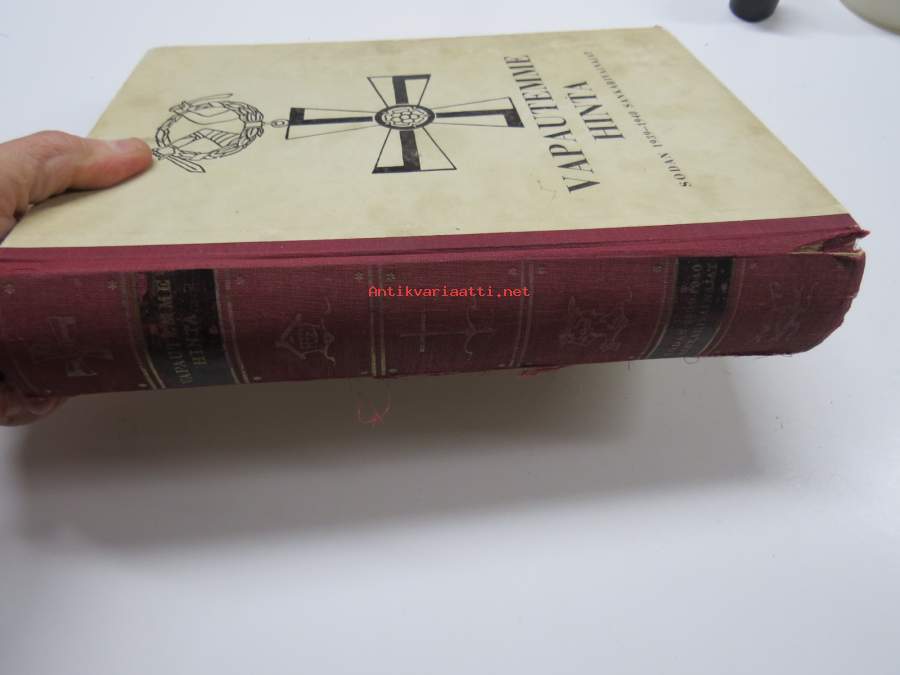 VAPAUTEMME
HINTA
SODAN 1939-1940 SANKARIVAINAJAT
VAPAUTEMME
HINTA
Antikvariaatti.net